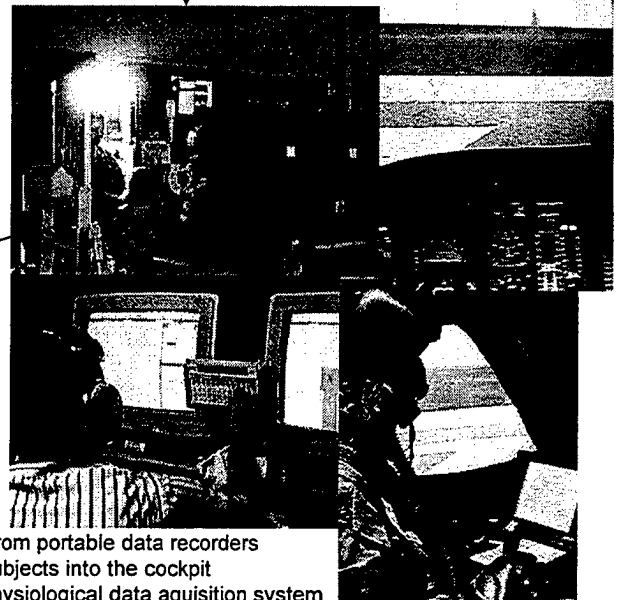 rom portable data recorders
ubjects into the cockpit
ysiological data aquisition system